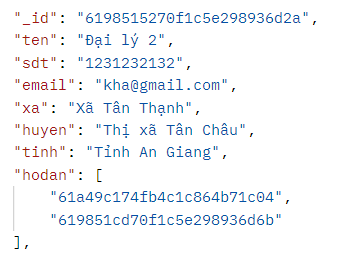 "_id": "6198515270f1c5e298936d2a",
"ten": "Đại lý 2",
"sdt": "1231232132",
"email": "kha@gmail.com",
"xa": "Xã Tân Thạnh",
"huyen": "Thị xã Tân Châu",
"tinh": "Tỉnh An Giang",
"hodan": [
"61a49c174fb4c1c864b71c04",
"619851cd70f1c5e298936d6b"
],